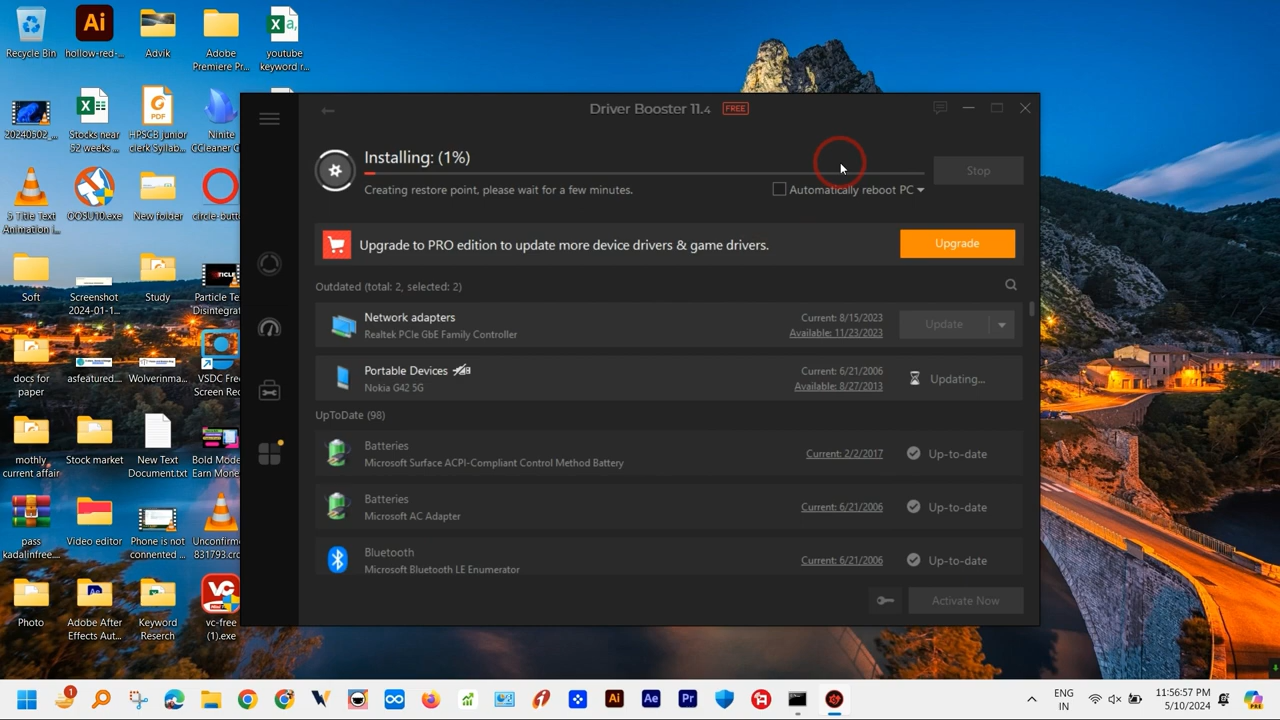 Recycle Bin
hollow-red-...
Advik
Adobe
Premiere Pr...
youtube
keyword.r...
20240502_...
Stocks near
52 weeks ...
HPSCB junior
clerk Syllab...
Ninite
CCleaner C
5 Title Text
Animation I...
OOSU10.exe
New folder
circle-butt
Soft
Screenshot
2024-01-1...
Study
Particle Te
Disintegrat
docs for
paper
asfeatured...
Wolverinma...
VSDC Fre
Screen Rec
mothly
current affair
Stock market
New Text
Document.txt
Bold Mode
Earn Mone
pass
kadalinfree...
Video editor
Phone is not
connected ...
Unconfirm
831793.cro
Photo
Adobe After
Effects Aut...
Keyword
Reserch
vc-free
(1).exe
Driver Booster 11.4 FREE
Installing: (1%)
Stop
Creating restore point, please wait for a few minutes.
Automatically reboot PC
Upgrade to PRO edition to update more device drivers & game drivers.
Upgrade
Outdated (total: 2, selected: 2)
Network adapters
Realtek PCIe GbE Family Controller
Current: 8/15/2023
Available: 11/23/2023
Update
Portable Devices
Nokia G42 5G
Current: 6/21/2006
Available: 8/27/2013
Updating...
UpToDate (98)
Batteries
Microsoft Surface ACPI-Compliant Control Method Battery
Current: 2/2/2017
Up-to-date
Batteries
Microsoft AC Adapter
Current: 6/21/2006
Up-to-date
Bluetooth
Microsoft Bluetooth LE Enumerator
Current: 6/21/2006
Up-to-date
Activate Now
ENG
IN
11:56:57 PM
5/10/2024